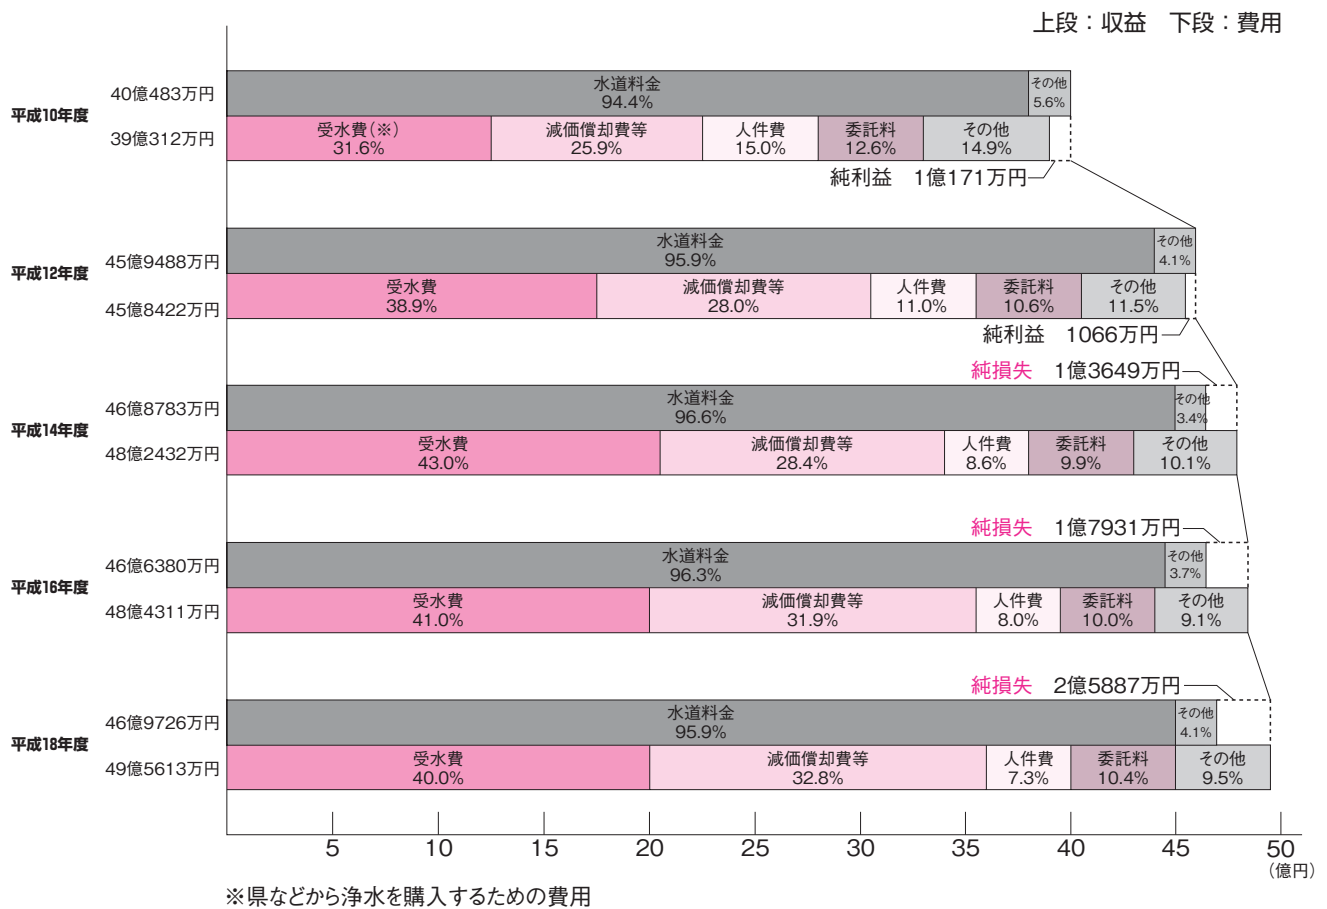 上段：収益　下段：費用
平成10年度
40億483万円
水道料金
94.4%
その他
5.6%
39億312万円
受水費(※)
31.6%
減価償却費等
25.9%
人件費
15.0%
委託料
12.6%
その他
14.9%
純利益　1億171万円
平成12年度
45億9488万円
水道料金
95.9%
その他
4.1%
45億8422万円
受水費
38.9%
減価償却費等
28.0%
人件費
11.0%
委託料
10.6%
その他
11.5%
純利益　1066万円
純損失　1億3649万円
平成14年度
46億8783万円
水道料金
96.6%
その他
3.4%
48億2432万円
受水費
43.0%
減価償却費等
28.4%
人件費
8.6%
委託料
9.9%
その他
10.1%
純損失　1億7931万円
平成16年度
46億6380万円
水道料金
96.3%
その他
3.7%
48億4311万円
受水費
41.0%
減価償却費等
31.9%
人件費
8.0%
委託料
10.0%
その他
9.1%
純損失　2億5887万円
平成18年度
46億9726万円
水道料金
95.9%
その他
4.1%
49億5613万円
受水費
40.0%
減価償却費等
32.8%
人件費
7.3%
委託料
10.4%
その他
9.5%
5 10 15 20 25 30 35 40 45 50
(億円)
※県などから浄水を購入するための費用